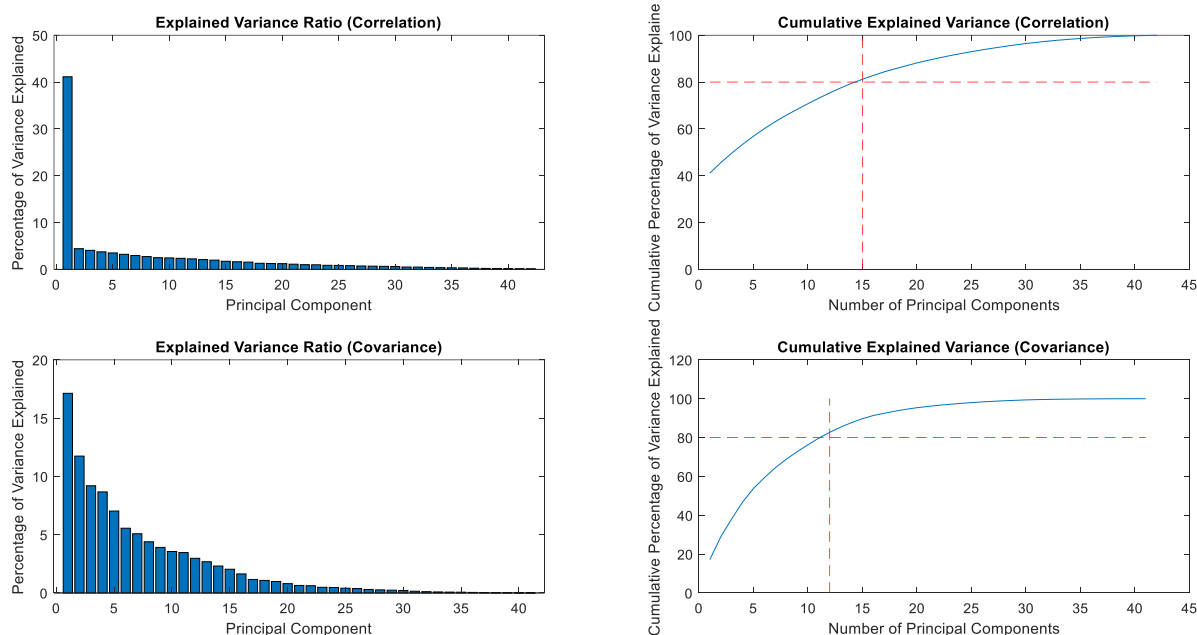 Explained Variance Ratio (Correlation)
Percentage of Variance Explained
50
40
30
20
10
0
0 5 10 15 20 25 30 35 40
Principal Component
Cumulative Explained Variance (Correlation)
Cumulative Percentage of Variance Explaine
100
80
60
40
20
0
0 5 10 15 20 25 30 35 40 45
Number of Principal Components
Explained Variance Ratio (Covariance)
Percentage of Variance Explained
20
15
10
5
0
0 5 10 15 20 25 30 35 40
Principal Component
Cumulative Explained Variance (Covariance)
Cumulative Percentage of Variance Explained
120
100
80
60
40
20
0
0 5 10 15 20 25 30 35 40 45
Number of Principal Components